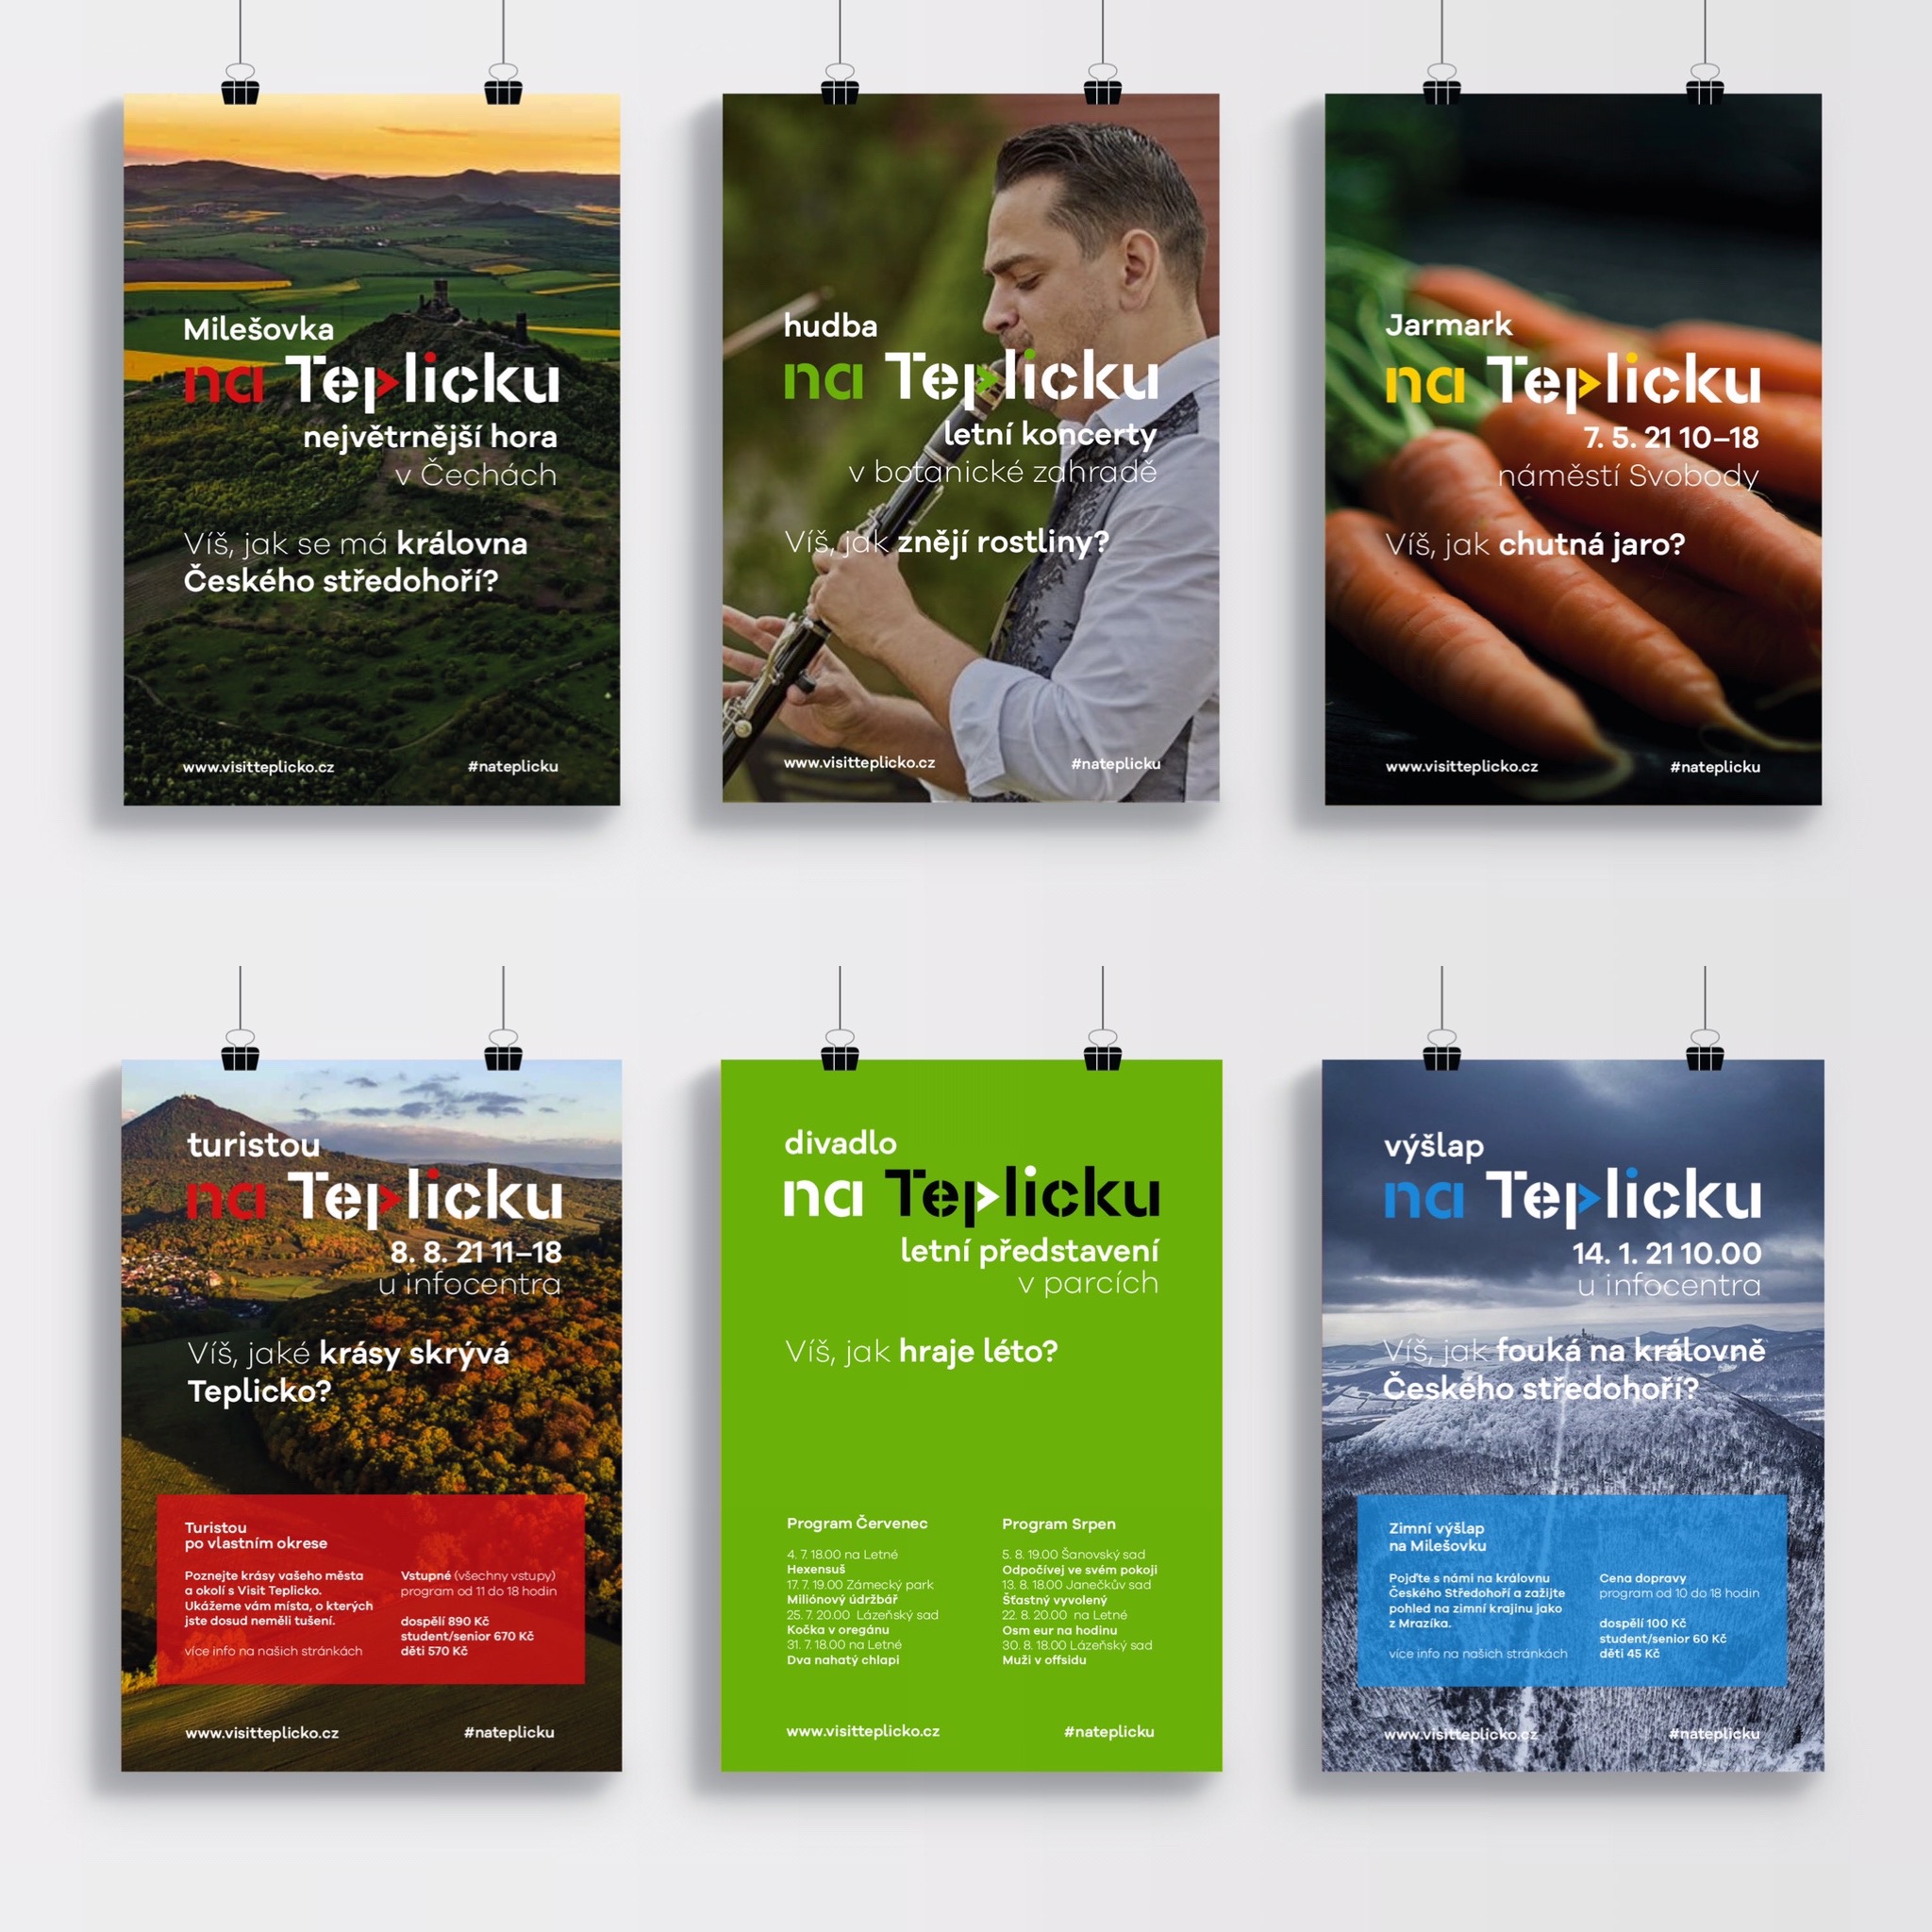 Milešovka
na Teplicku
největrnější hora
v Čechách
Víš, jak se má královna
Českého středohoří?
www.visitteplicko.cz #nateplicku
hudba
na Teplicku
letní koncerty
v botanické zahradě
Víš, jak znějí rostliny?
www.visitteplicko.cz #nateplicku
Jarmark
na Teplicku
7. 5. 21 10–18
náměstí Svobody
Víš, jak chutná jaro?
www.visitteplicko.cz #nateplicku
turistou
na Teplicku
8. 8. 21 11–18
u infocentra
Víš, jaké krásy skrývá
Teplicko?
Turistou
po vlastním okrese
Poznejte krásy vašeho města
a okolí s Visit Teplicko.
Ukážeme vám místa, o kterých
jste dosud neměli tušení.
více info na našich stránkách
Vstupné (všechny vstupy)
program od 11 do 18 hodin
dospělí 890 Kč
student/senior 670 Kč
děti 570 Kč
www.visitteplicko.cz #nateplicku
divadlo
na Teplicku
letní představení
v parcích
Víš, jak hraje léto?
Program Červenec
4. 7. 18.00 na Letné
Hexensuš
17. 7. 19.00 Zámecký park
Miliónový údržbář
25. 7. 20.00 Lázeňský sad
Kočka v oregánu
31. 7. 18.00 na Letné
Dva nahatý chlapi
Program Srpen
5. 8. 19.00 Šanovský sad
Odpočívej ve svém pokoji
13. 8. 18.00 Janečkův sad
Šťastný vyvolený
22. 8. 20.00 na Letné
Osm eur na hodinu
30. 8. 18.00 Lázeňský sad
Muži v offsidu
www.visitteplicko.cz #nateplicku
výšlap
na Teplicku
14. 1. 21 10.00
u infocentra
Víš, jak fouká na královně
Českého středohoří?
Zimní výšlap
na Milešovku
Pojďte s námi na královnu
Českého Středohoří a zažijte
pohled na zimní krajinu jako
z Mrazíka.
více info na našich stránkách
Cena dopravy
program od 10 do 18 hodin
dospělí 100 Kč
student/senior 60 Kč
děti 45 Kč
www.visitteplicko.cz #nateplicku